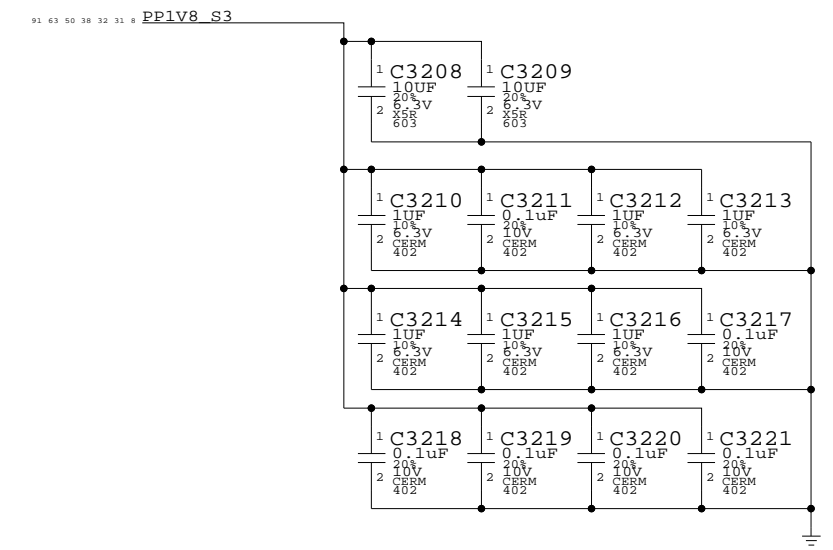 91 63 50 38 32 31 8 PP1V8_S3
1 C3208
10UF
20%
6.3V
2 X5R
603
1 C3209
10UF
20%
6.3V
2 X5R
603
1 C3210
1UF
10%
6.3V
2 CERM
402
1 C3211
0.1uF
20%
10V
2 CERM
402
1 C3212
1UF
10%
6.3V
2 CERM
402
1 C3213
1UF
10%
6.3V
2 CERM
402
1 C3214
1UF
10%
6.3V
2 CERM
402
1 C3215
1UF
10%
6.3V
2 CERM
402
1 C3216
1UF
10%
6.3V
2 CERM
402
1 C3217
0.1uF
20%
10V
2 CERM
402
1 C3218
0.1uF
20%
10V
2 CERM
402
1 C3219
0.1uF
20%
10V
2 CERM
402
1 C3220
0.1uF
20%
10V
2 CERM
402
1 C3221
0.1uF
20%
10V
2 CERM
402